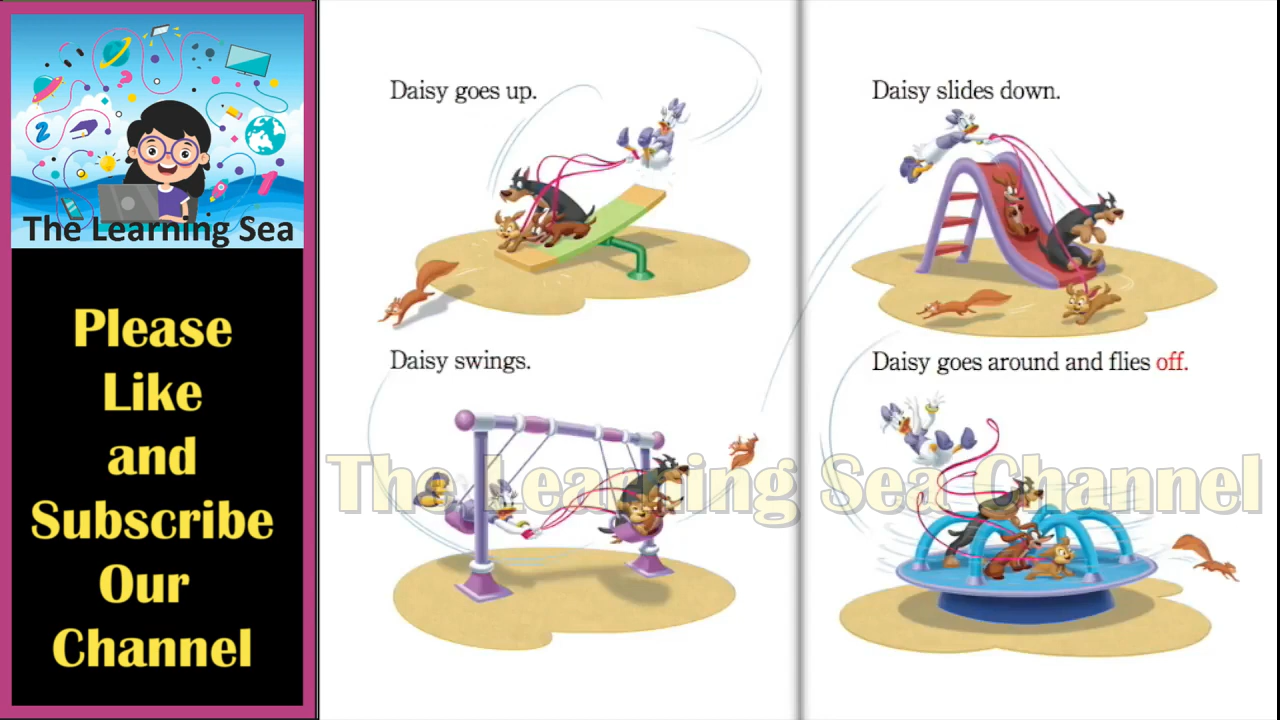 The Learning Sea
Please
Like
and
Subscribe
Our
Channel
Daisy goes up.
Daisy swings.
Daisy slides down.
Daisy goes around and flies off.
The Learning Sea Channel